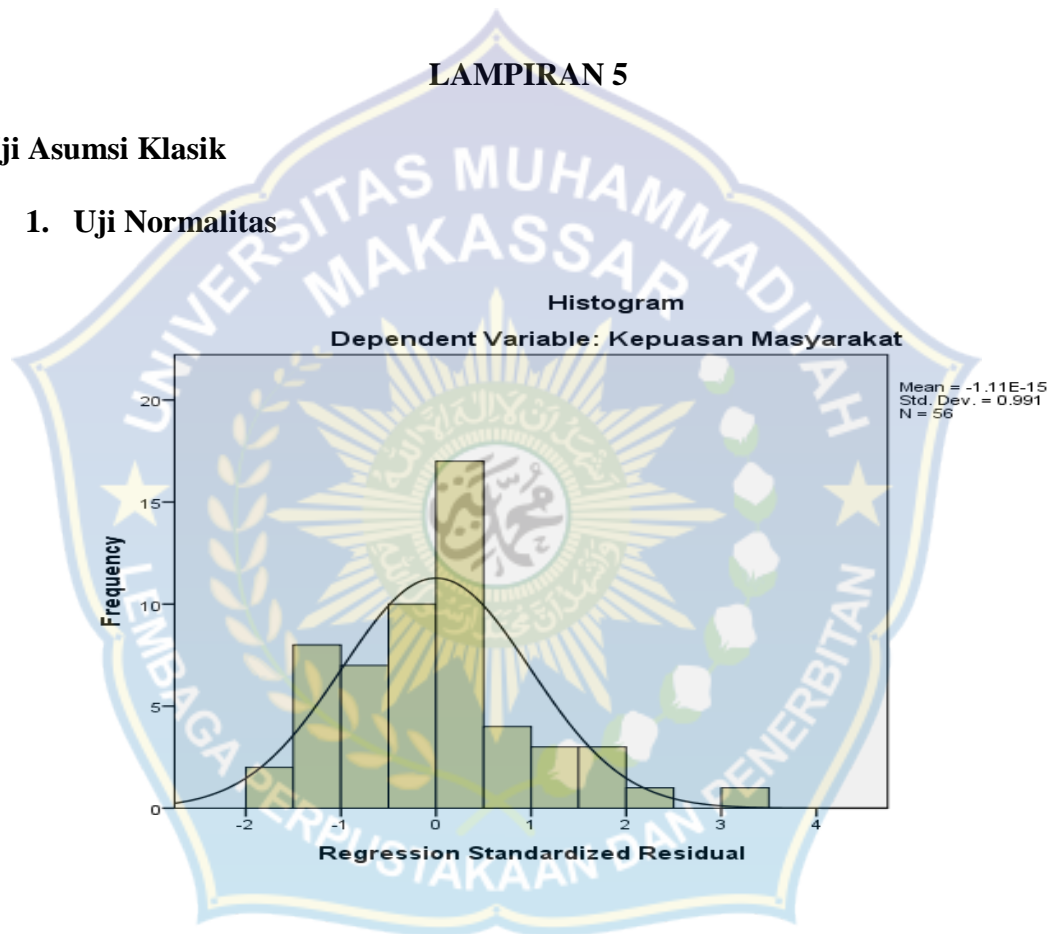 LAMPIRAN 5
ji Asumsi Klasik
1. Uji Normalitas
UNIVERSITAS MUHAMMADIYAH
MAKASSAR
Histogram
Dependent Variable: Kepuasan Masyarakat
Mean = -1.11E-15
Std. Dev. = 0.991
N = 56
20
15
10
5
0
Frequency
-2 -1 0 1 2 3 4
Regression Standardized Residual
LEMBAGA PERPUSTAKAAN DAN PENERBITAN